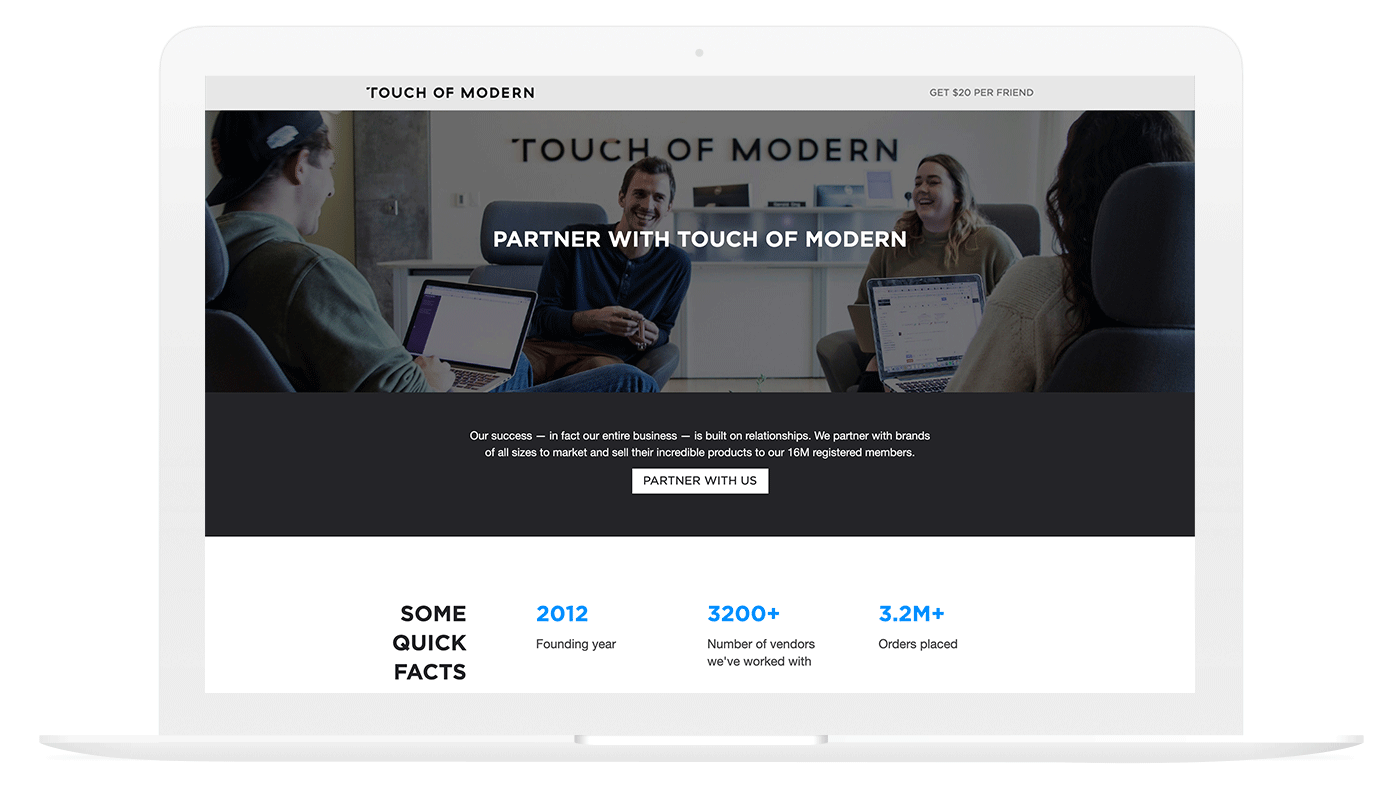 TOUCH OF MODERN
GET $20 PER FRIEND
TOUCH OF MODERN
PARTNER WITH TOUCH OF MODERN
Our success — in fact our entire business — is built on relationships. We partner with brands
of all sizes to market and sell their incredible products to our 16M registered members.
PARTNER WITH US
SOME
QUICK
FACTS
2012
Founding year
3200+
Number of vendors
we've worked with
3.2M+
Orders placed